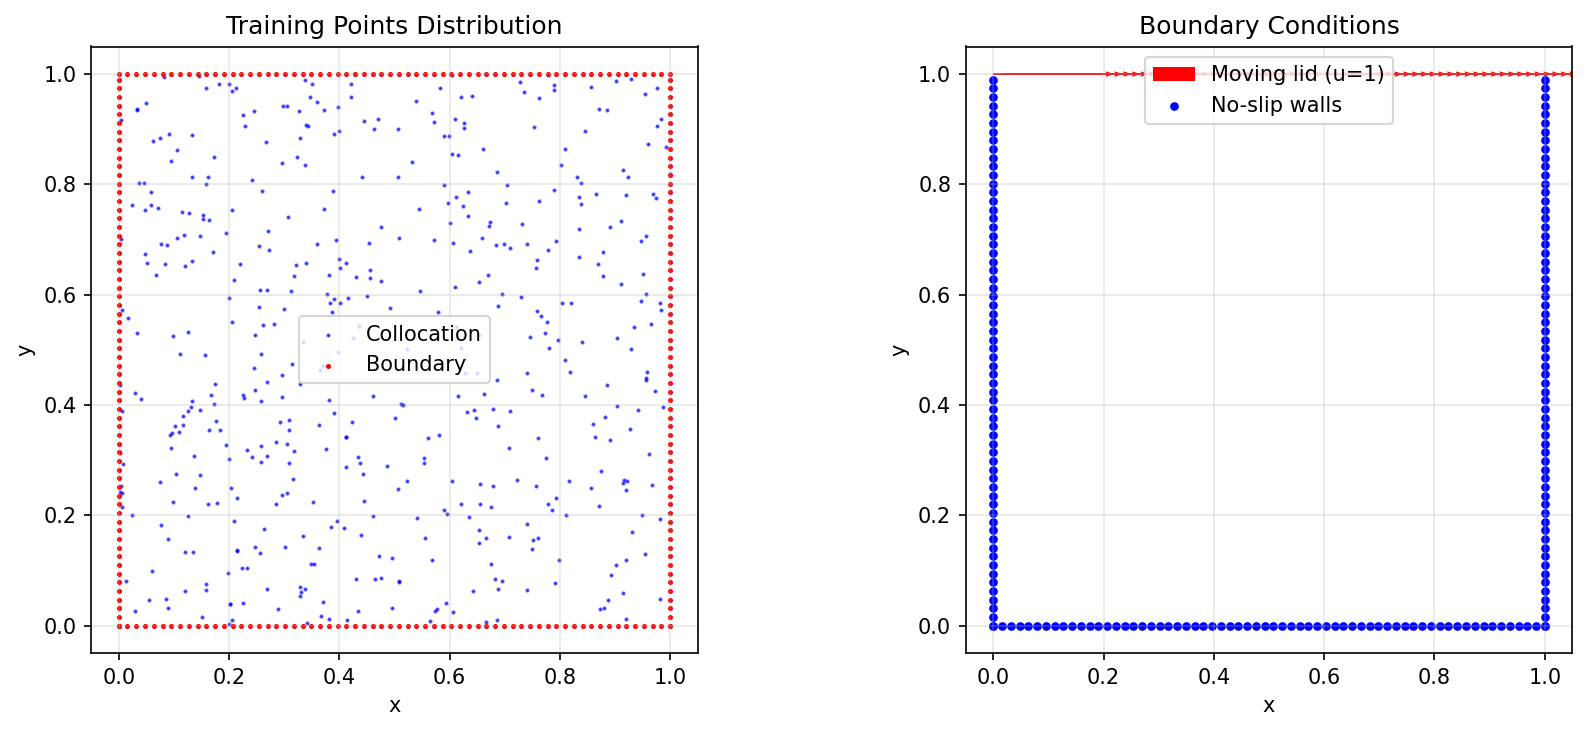 Training Points Distribution
1.0
0.8
0.6
0.4
0.2
0.0
y
Collocation
Boundary
0.0 0.2 0.4 0.6 0.8 1.0
x
Boundary Conditions
1.0
0.8
0.6
0.4
0.2
0.0
y
Moving lid (u=1)
No-slip walls
0.0 0.2 0.4 0.6 0.8 1.0
x